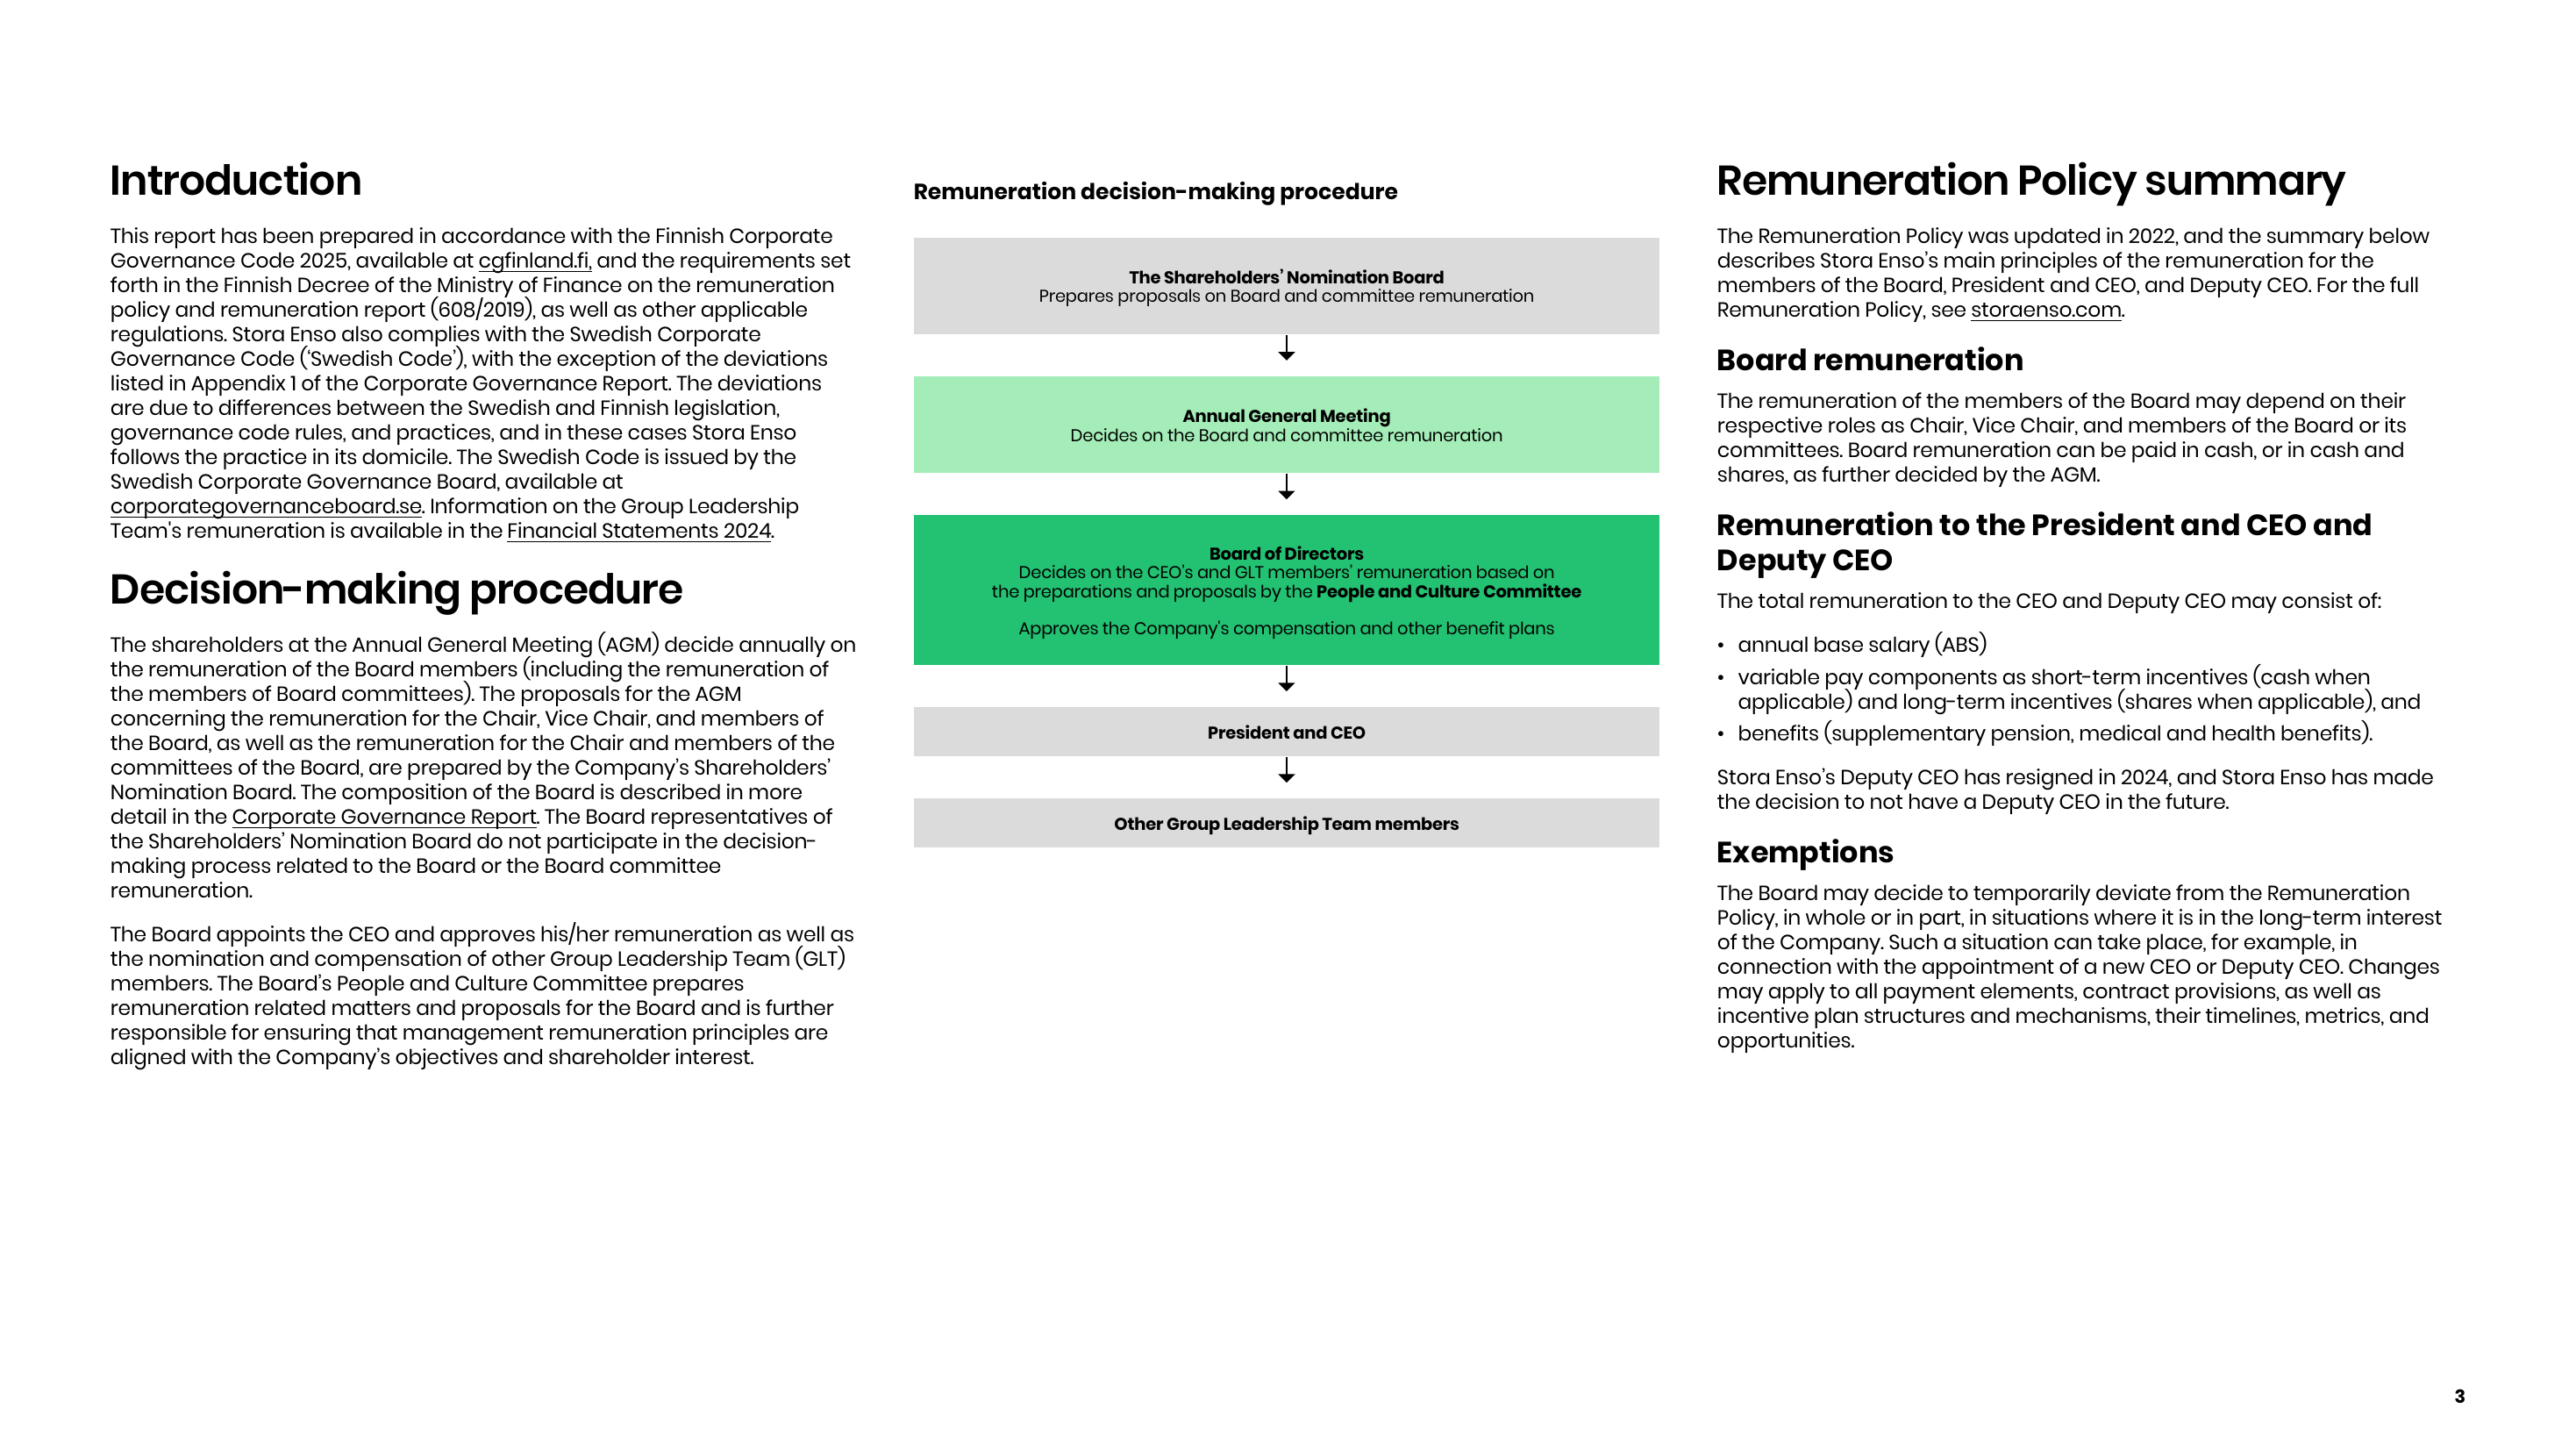 Introduction
This report has been prepared in accordance with the Finnish Corporate
Governance Code 2025, available at cgfinland.fi, and the requirements set
forth in the Finnish Decree of the Ministry of Finance on the remuneration
policy and remuneration report (608/2019), as well as other applicable
regulations. Stora Enso also complies with the Swedish Corporate
Governance Code (‘Swedish Code’), with the exception of the deviations
listed in Appendix 1 of the Corporate Governance Report. The deviations
are due to differences between the Swedish and Finnish legislation,
governance code rules, and practices, and in these cases Stora Enso
follows the practice in its domicile. The Swedish Code is issued by the
Swedish Corporate Governance Board, available at
corporategovernanceboard.se. Information on the Group Leadership
Team's remuneration is available in the Financial Statements 2024.
Decision-making procedure
The shareholders at the Annual General Meeting (AGM) decide annually on
the remuneration of the Board members (including the remuneration of
the members of Board committees). The proposals for the AGM
concerning the remuneration for the Chair, Vice Chair, and members of
the Board, as well as the remuneration for the Chair and members of the
committees of the Board, are prepared by the Company’s Shareholders’
Nomination Board. The composition of the Board is described in more
detail in the Corporate Governance Report. The Board representatives of
the Shareholders’ Nomination Board do not participate in the decision-
making process related to the Board or the Board committee
remuneration.
The Board appoints the CEO and approves his/her remuneration as well as
the nomination and compensation of other Group Leadership Team (GLT)
members. The Board’s People and Culture Committee prepares
remuneration related matters and proposals for the Board and is further
responsible for ensuring that management remuneration principles are
aligned with the Company’s objectives and shareholder interest.
Remuneration decision-making procedure
The Shareholders’ Nomination Board
Prepares proposals on Board and committee remuneration
Annual General Meeting
Decides on the Board and committee remuneration
Board of Directors
Decides on the CEO’s and GLT members’ remuneration based on
the preparations and proposals by the People and Culture Committee
Approves the Company's compensation and other benefit plans
President and CEO
Other Group Leadership Team members
Remuneration Policy summary
The Remuneration Policy was updated in 2022, and the summary below
describes Stora Enso’s main principles of the remuneration for the
members of the Board, President and CEO, and Deputy CEO. For the full
Remuneration Policy, see storaenso.com.
Board remuneration
The remuneration of the members of the Board may depend on their
respective roles as Chair, Vice Chair, and members of the Board or its
committees. Board remuneration can be paid in cash, or in cash and
shares, as further decided by the AGM.
Remuneration to the President and CEO and
Deputy CEO
The total remuneration to the CEO and Deputy CEO may consist of:
• annual base salary (ABS)
• variable pay components as short-term incentives (cash when
applicable) and long-term incentives (shares when applicable), and
• benefits (supplementary pension, medical and health benefits).
Stora Enso’s Deputy CEO has resigned in 2024, and Stora Enso has made
the decision to not have a Deputy CEO in the future.
Exemptions
The Board may decide to temporarily deviate from the Remuneration
Policy, in whole or in part, in situations where it is in the long-term interest
of the Company. Such a situation can take place, for example, in
connection with the appointment of a new CEO or Deputy CEO. Changes
may apply to all payment elements, contract provisions, as well as
incentive plan structures and mechanisms, their timelines, metrics, and
opportunities.
3